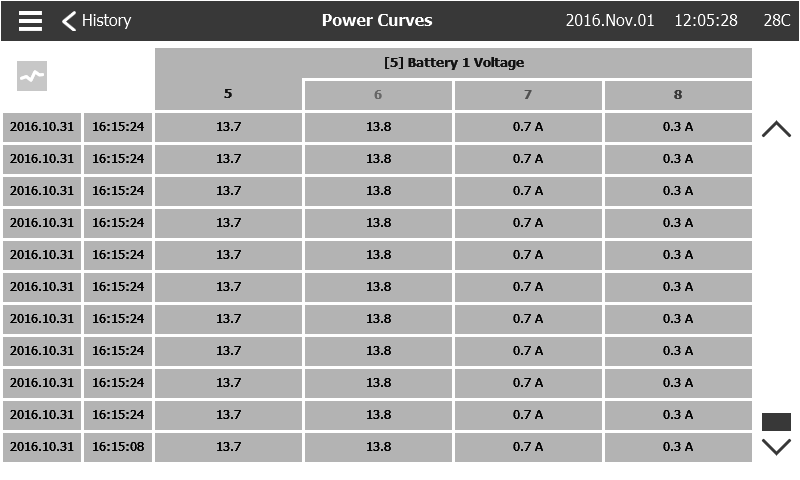 History Power Curves 2016.Nov.01 12:05:28 28C
[5] Battery 1 Voltage
5 6 7 8
2016.10.31 16:15:24 13.7 13.8 0.7 A 0.3 A
2016.10.31 16:15:24 13.7 13.8 0.7 A 0.3 A
2016.10.31 16:15:24 13.7 13.8 0.7 A 0.3 A
2016.10.31 16:15:24 13.7 13.8 0.7 A 0.3 A
2016.10.31 16:15:24 13.7 13.8 0.7 A 0.3 A
2016.10.31 16:15:24 13.7 13.8 0.7 A 0.3 A
2016.10.31 16:15:24 13.7 13.8 0.7 A 0.3 A
2016.10.31 16:15:24 13.7 13.8 0.7 A 0.3 A
2016.10.31 16:15:24 13.7 13.8 0.7 A 0.3 A
2016.10.31 16:15:24 13.7 13.8 0.7 A 0.3 A
2016.10.31 16:15:08 13.7 13.8 0.7 A 0.3 A